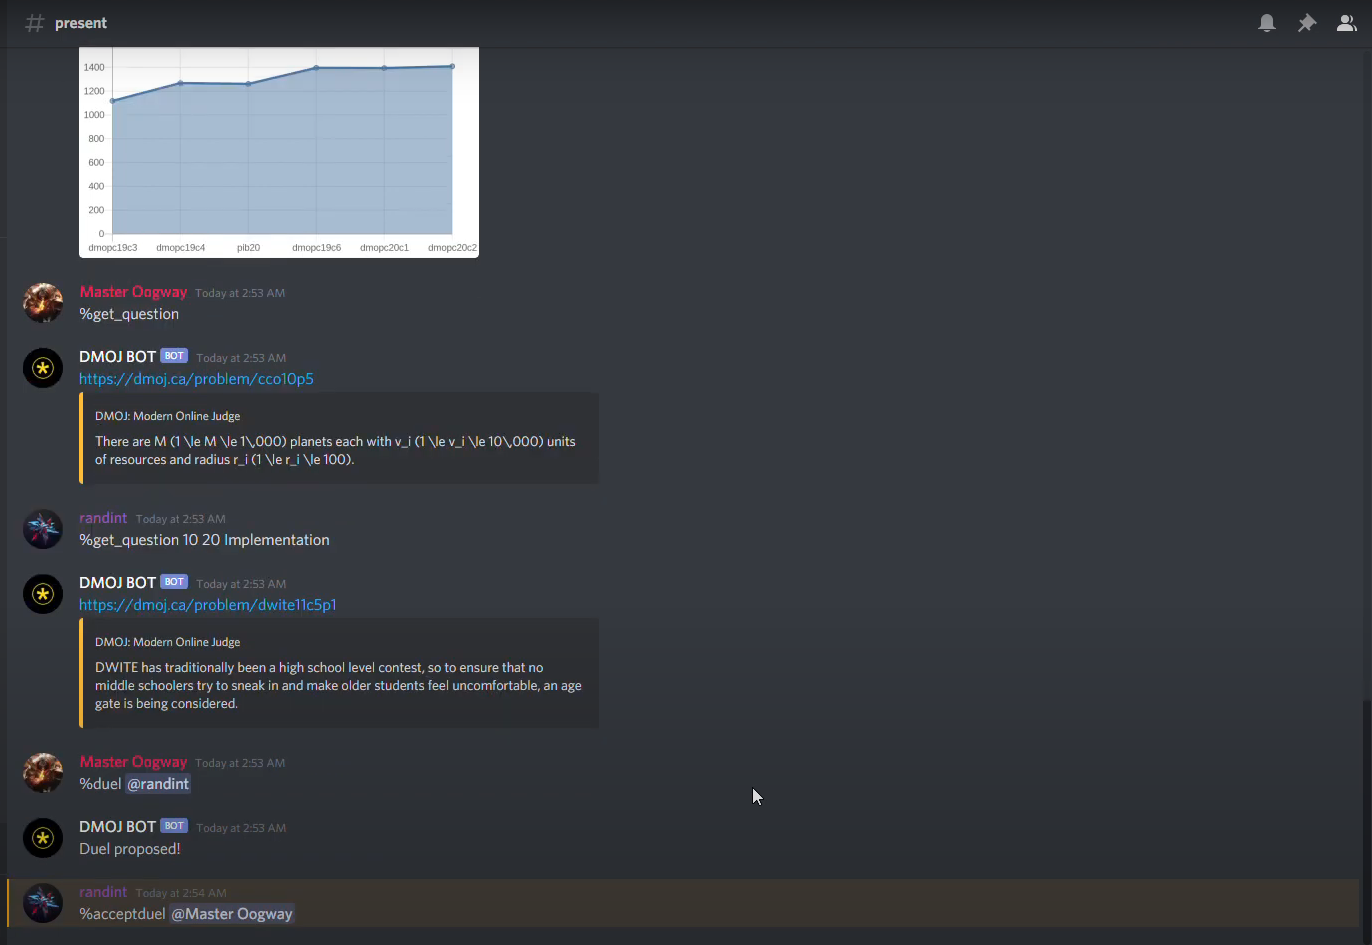 # present
1400
1200
1000
800
600
400
200
0
dmopc19c3 dmopc19c4 pib20 dmopc19c6 dmopc20c1 dmopc20c2
Master Oogway Today at 2:53 AM
%get_question
DMOJ BOT BOT Today at 2:53 AM
https://dmoj.ca/problem/cco10p5
DMOJ: Modern Online Judge
There are M (1 \le M \le 1\,000) planets each with v_i (1 \le v_i \le 10\,000) units
of resources and radius r_i (1 \le r_i \le 100).
randint Today at 2:53 AM
%get_question 10 20 Implementation
DMOJ BOT BOT Today at 2:53 AM
https://dmoj.ca/problem/dwite11c5p1
DMOJ: Modern Online Judge
DWITE has traditionally been a high school level contest, so to ensure that no
middle schoolers try to sneak in and make older students feel uncomfortable, an age
gate is being considered.
Master Oogway Today at 2:53 AM
%duel @randint
DMOJ BOT BOT Today at 2:53 AM
Duel proposed!
randint Today at 2:54 AM
%acceptduel @Master Oogway